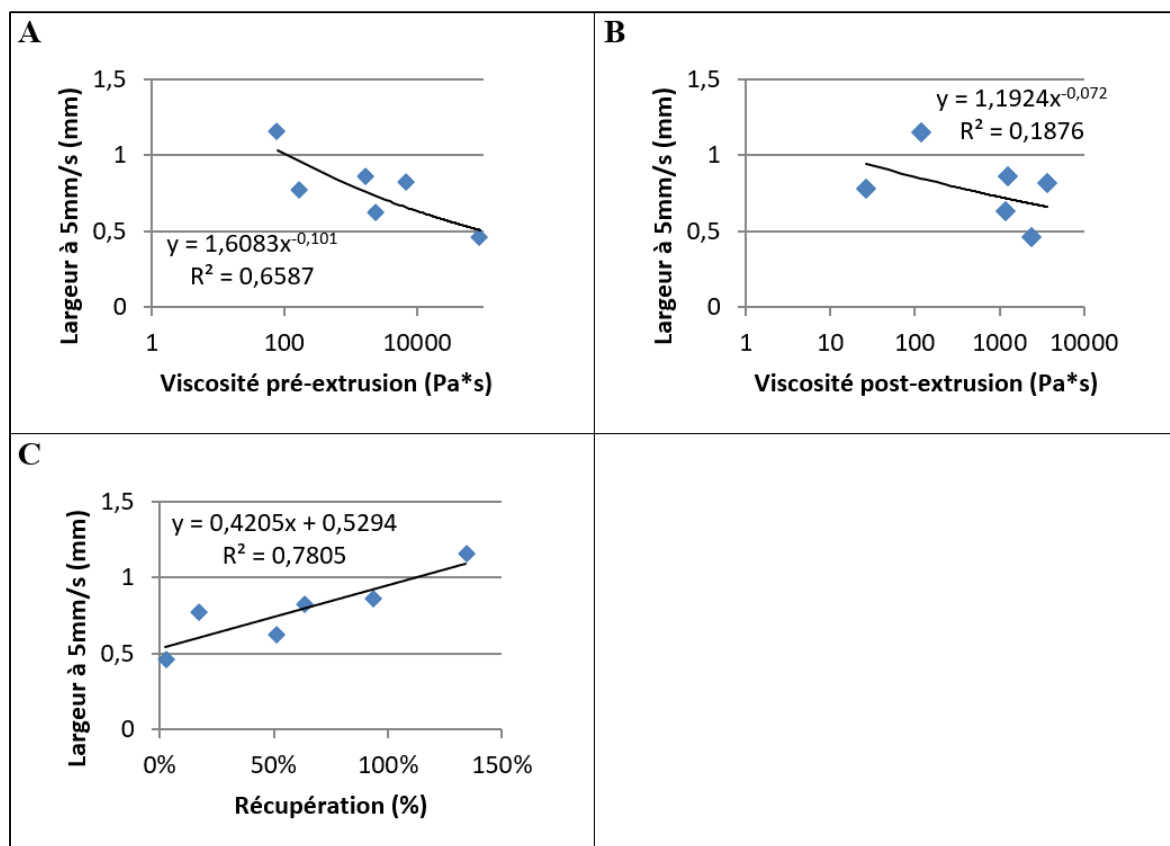 A
Largeur à 5mm/s (mm)
1,5
1
0,5
0
y = 1,6083x^-0,101
R² = 0,6587
1 100 10000
Viscosité pré-extrusion (Pa*s)
B
Largeur à 5mm/s (mm)
1,5
1
0,5
0
y = 1,1924x^-0,072
R² = 0,1876
1 10 100 1000 10000
Viscosité post-extrusion (Pa*s)
C
Largeur à 5mm/s (mm)
1,5
1
0,5
0
y = 0,4205x + 0,5294
R² = 0,7805
0% 50% 100% 150%
Récupération (%)